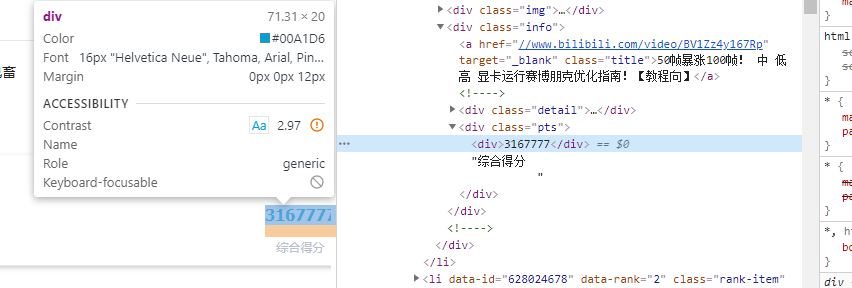 div 71.31 × 20
Color #00A1D6
Font 16px "Helvetica Neue", Tahoma, Arial, Pin...
Margin 0px 0px 12px
ACCESSIBILITY
Contrast Aa 2.97
Name
Role generic
Keyboard-focusable
畜
3167777
综合得分
<div class="img">…</div>
<div class="info">
<a href="//www.bilibili.com/video/BV1Zz4y167Rp"
target="_blank" class="title">50帧暴涨100帧! 中 低
高 显卡运行赛博朋克优化指南!【教程向】</a>
<!---->
<div class="detail">…</div>
<div class="pts">
<div>3167777</div> == $0
"综合得分
"
</div>
</div>
<!---->
</div>
</li>
<li data-id="628024678" data-rank="2" class="rank-item"
html
* {
ma
pa
}
* {
ma
pa
}
*, h
bo
}
div